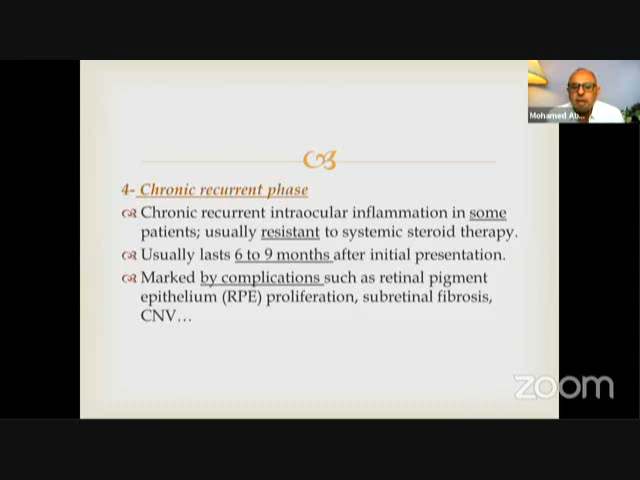 4- Chronic recurrent phase
Chronic recurrent intraocular inflammation in some
patients; usually resistant to systemic steroid therapy.
Usually lasts 6 to 9 months after initial presentation.
Marked by complications such as retinal pigment
epithelium (RPE) proliferation, subretinal fibrosis,
CNV…
Mohamed
zoom